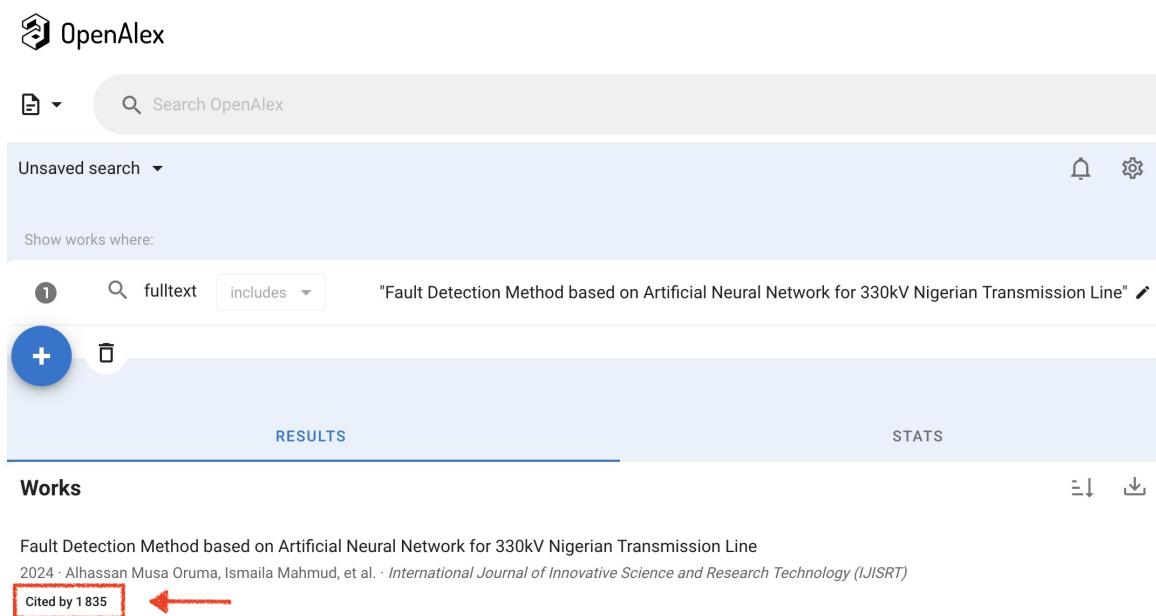 OpenAlex
Search OpenAlex
Unsaved search
Show works where:
1 fulltext includes "Fault Detection Method based on Artificial Neural Network for 330kV Nigerian Transmission Line"
+
RESULTS STATS
Works
Fault Detection Method based on Artificial Neural Network for 330kV Nigerian Transmission Line
2024 · Alhassan Musa Oruma, Ismaila Mahmud, et al. · International Journal of Innovative Science and Research Technology (IJISRT)
Cited by 1 835